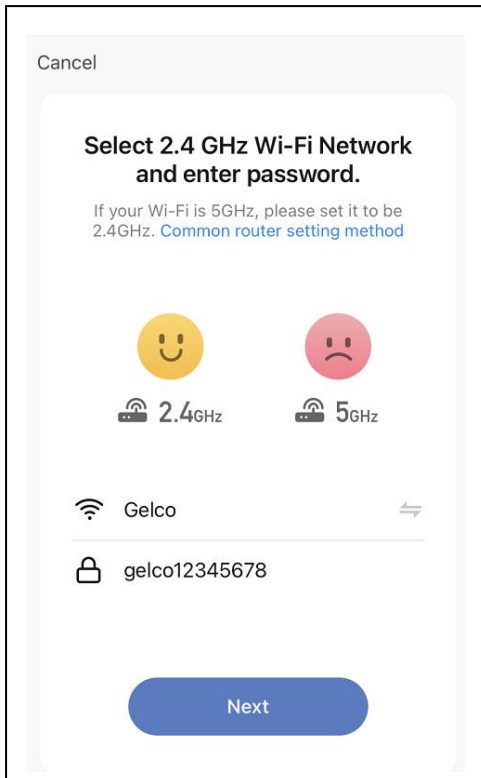 Cancel
Select 2.4 GHz Wi-Fi Network
and enter password.
If your Wi-Fi is 5GHz, please set it to be
2.4GHz. Common router setting method
2.4GHz 5GHz
Gelco
gelco12345678
Next